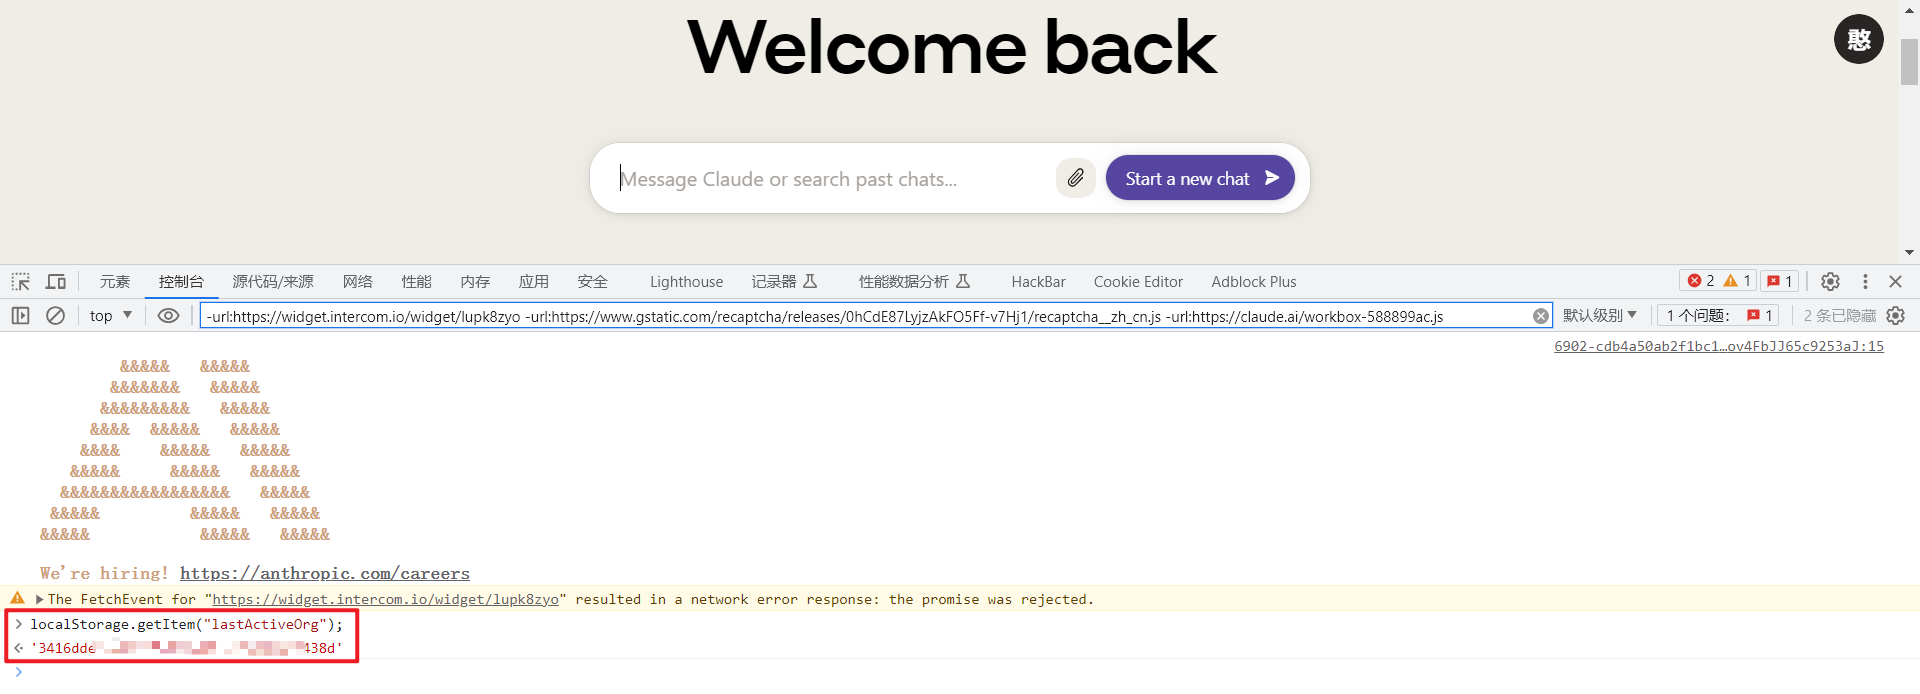 Welcome back
憨
Message Claude or search past chats...
Start a new chat
元素 控制台 源代码/来源 网络 性能 内存 应用 安全 Lighthouse 记录器 性能数据分析 HackBar Cookie Editor Adblock Plus 2 1 1
top -url:https://widget.intercom.io/widget/lupk8zyo -url:https://www.gstatic.com/recaptcha/releases/0hCdE87LyjzAkFO5Ff-v7Hj1/recaptcha__zh_cn.js -url:https://claude.ai/workbox-588899ac.js 默认级别 1 个问题： 1 2 条已隐藏
6902-cdb4a50ab2f1bc1…ov4FbJJ65c9253aJ:15
&&&&& &&&&&
&&&&&&& &&&&&
&&&&&&&&& &&&&&
&&&& &&&&& &&&&&
&&&& &&&&& &&&&&
&&&&& &&&&& &&&&&
&&&&&&&&&&&&&&&&& &&&&&
&&&&& &&&&& &&&&&
&&&&& &&&&& &&&&&
We're hiring! https://anthropic.com/careers
The FetchEvent for "https://widget.intercom.io/widget/lupk8zyo" resulted in a network error response: the promise was rejected.
> localStorage.getItem("lastActiveOrg");
'3416dde 438d'
>